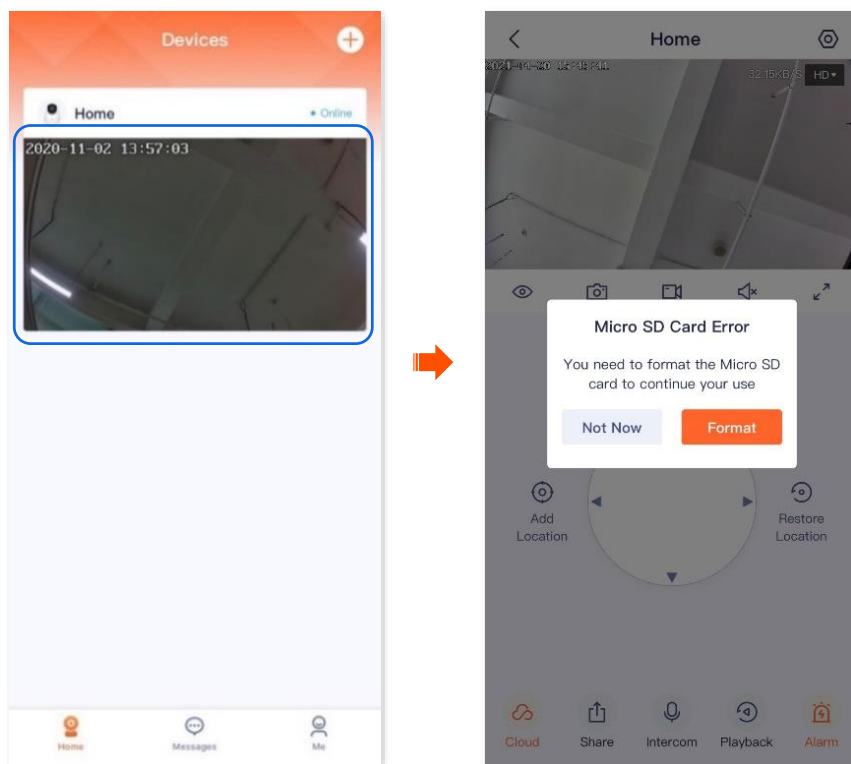 Devices
Home
• Online
2020-11-02 13:57:03
Home
Messages
Me
Home
32.15KB/S
HD
Micro SD Card Error
You need to format the Micro SD
card to continue your use
Not Now
Format
Add
Location
Restore
Location
Cloud
Share
Intercom
Playback
Alarm